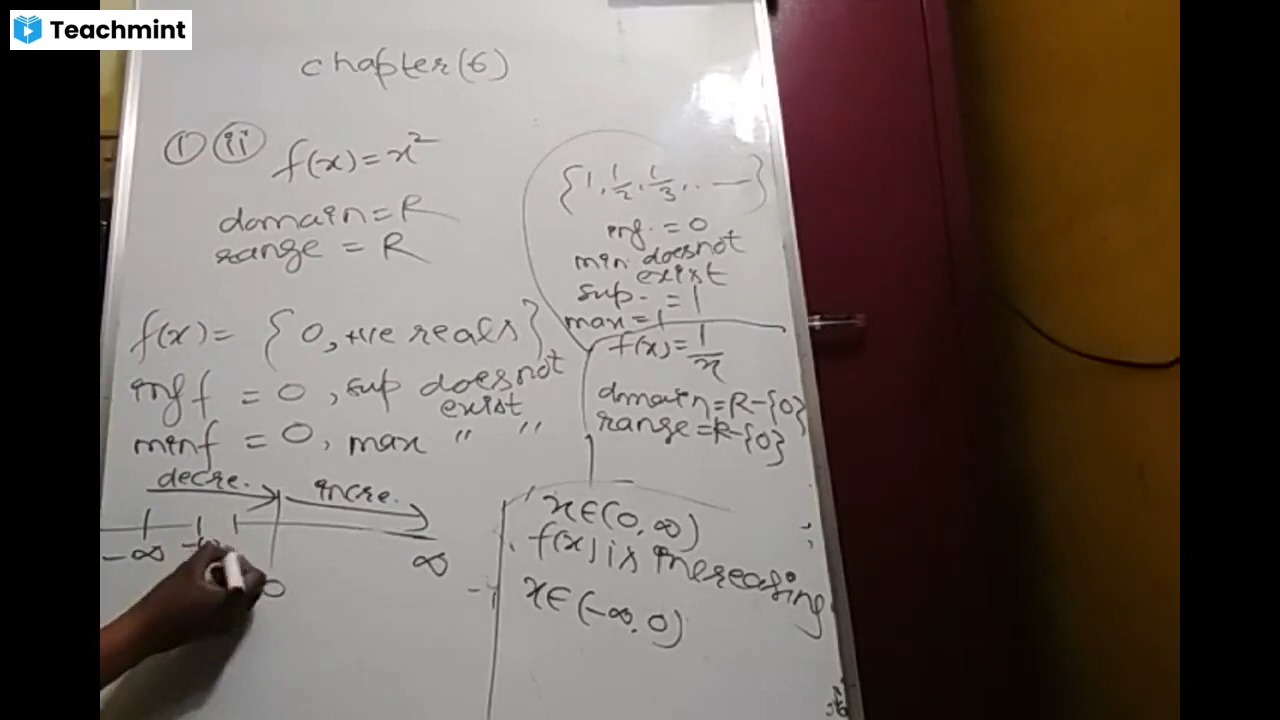 Teachmint
chapter(6)
i ii f(x)=x²
domain=R
range = R
f(x)= {0, +ve reals}
inf f = 0, sup does not
exist
min f = 0, max " "
decre. incre.
-∞
0
∞
{1, 1/2, 1/3, .. —}
inf. = 0
min. does not
exist
sup. = 1
max = 1
f(x)=1/x
domain=R-{0}
range=R-{0}
x∈(0, ∞)
f(x) is increasing
x∈(-∞, 0)